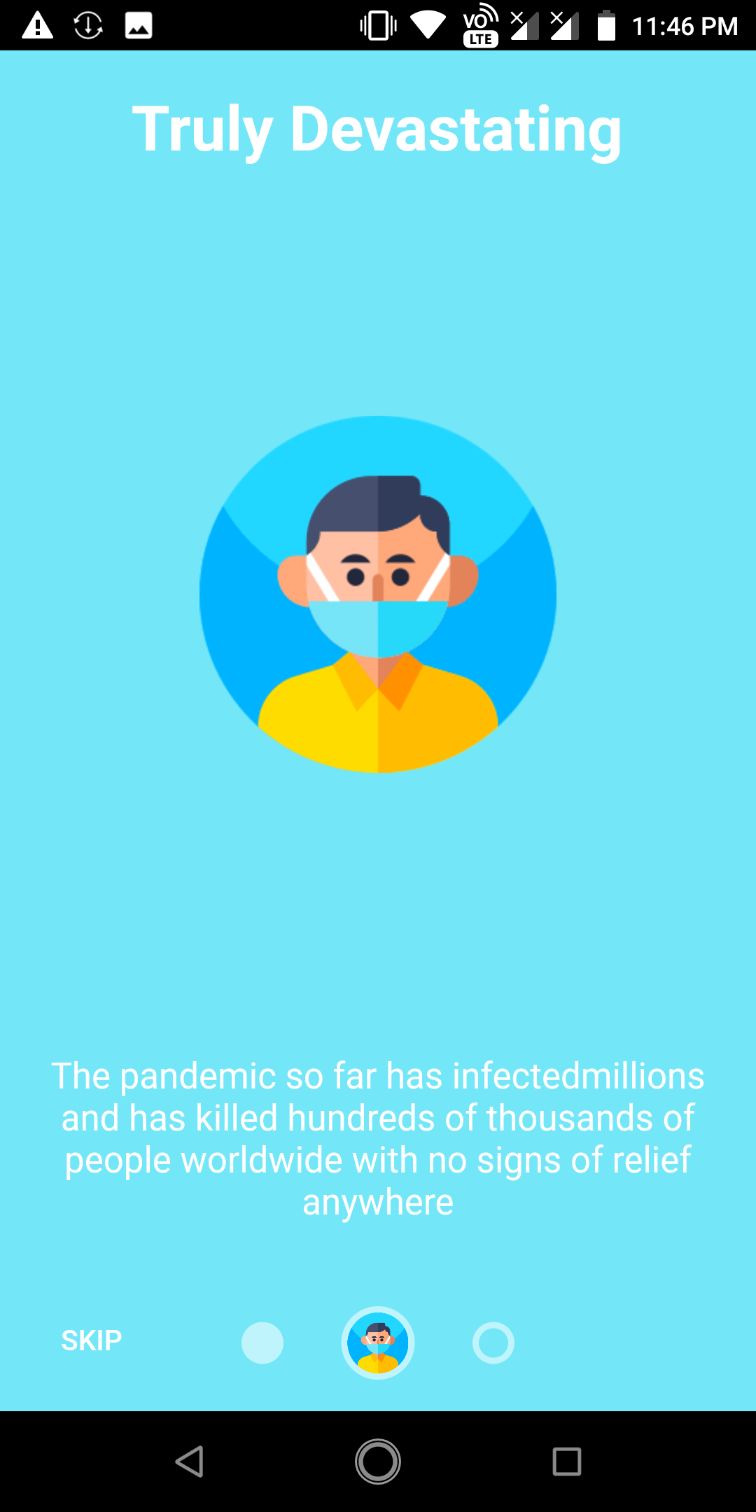 VO
LTE
11:46 PM
Truly Devastating
The pandemic so far has infectedmillions
and has killed hundreds of thousands of
people worldwide with no signs of relief
anywhere
SKIP